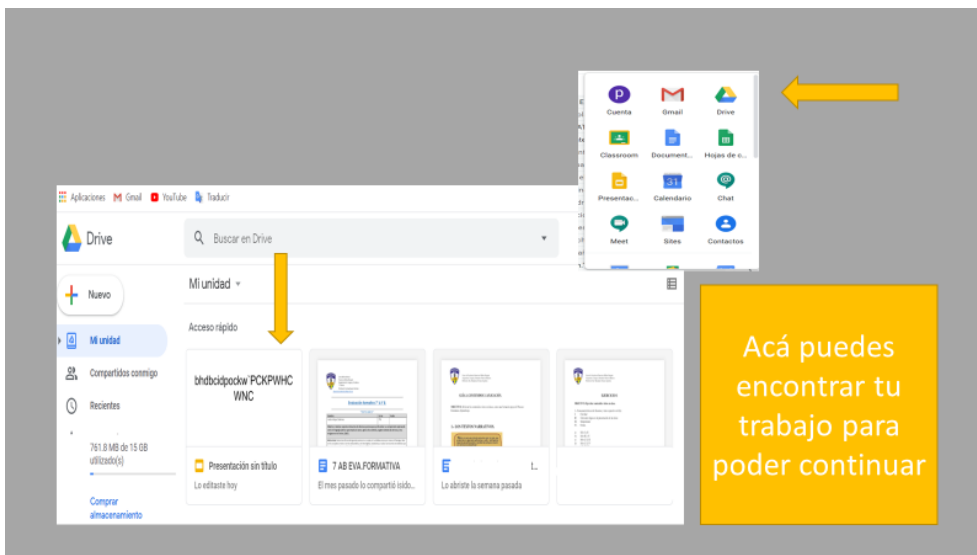 Cuenta Gmail Drive
Classroom Document... Hojas de c...
Presentac... Calendario Chat
Meet Sites Contactos
31
Aplicaciones Gmail YouTube Traducir
Drive
Buscar en Drive
Nuevo
Mi unidad
Compartidos conmigo
Recientes
761.8 MB de 15 GB
utilizado(s)
Comprar
almacenamiento
Mi unidad
Acceso rápido
bhdbcidpockw`PCKPWHC
WNC
Presentación sin título
Lo editaste hoy
7 AB EVA.FORMATIVA
El mes pasado lo compartió isido...
Lo abriste la semana pasada
Acá puedes
encontrar tu
trabajo para
poder continuar